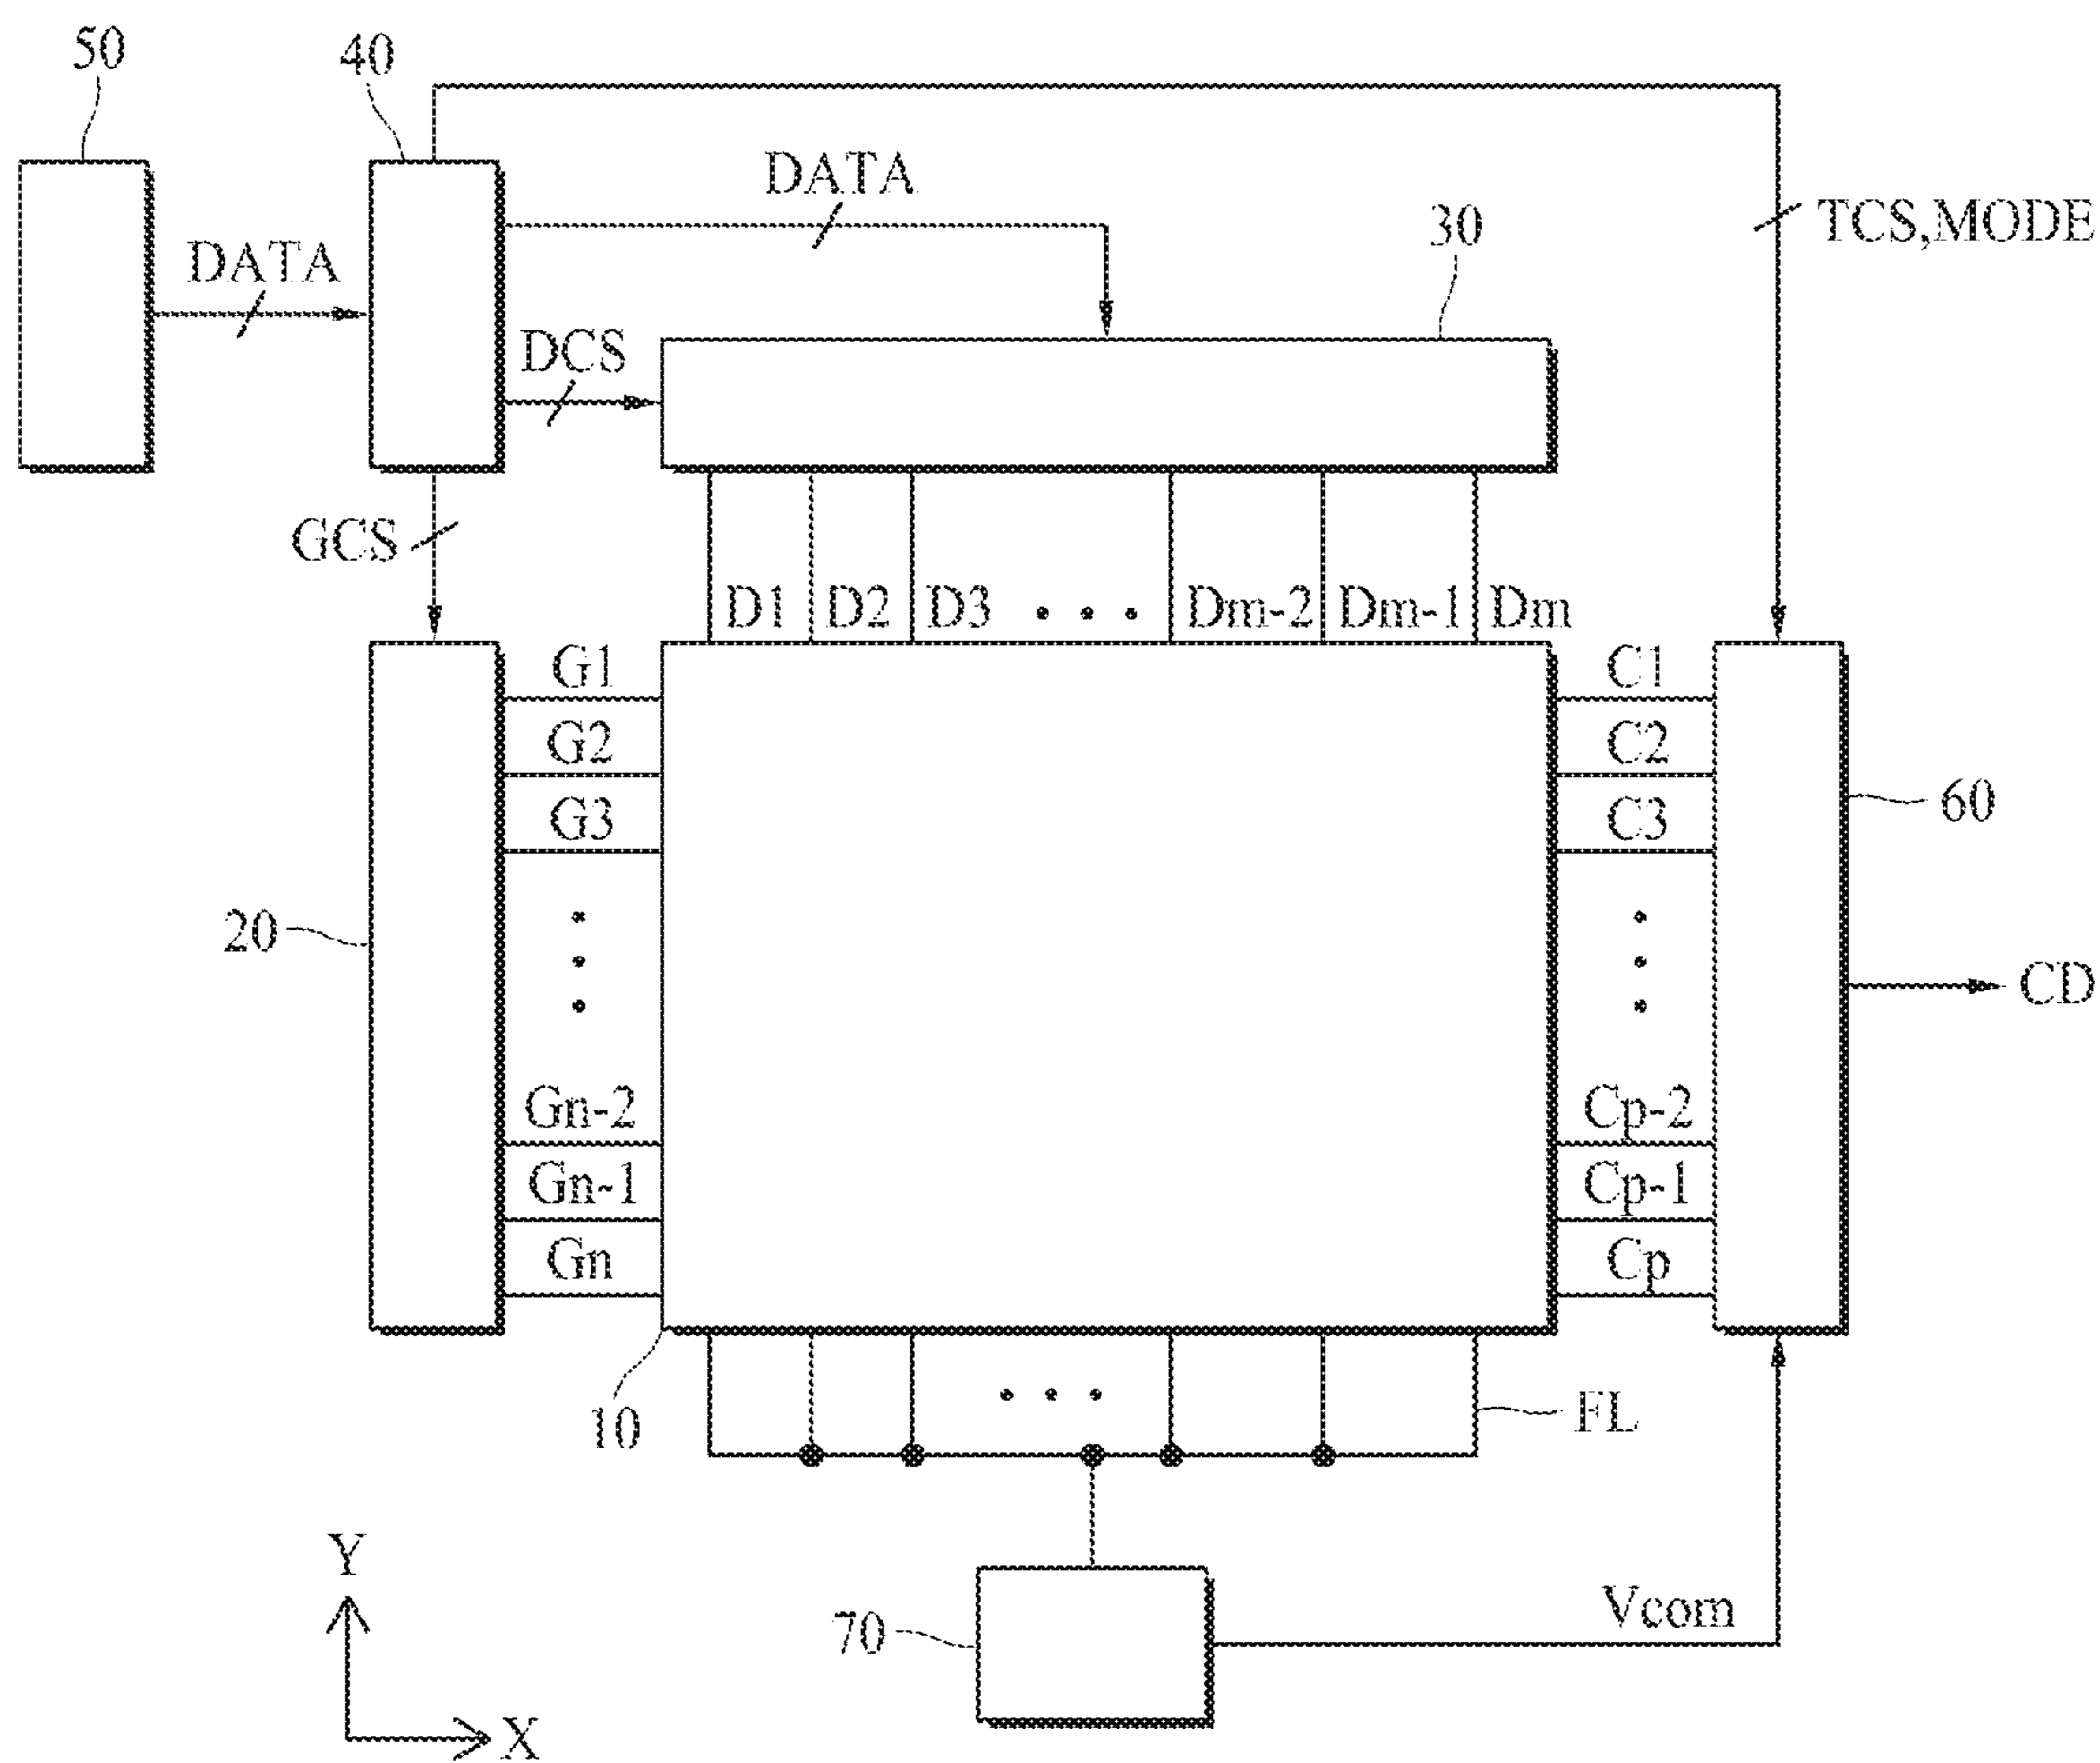 50
40
DATA
30
TCS,MODE
DATA
DCS
GCS
D1 D2 D3 Dm-2 Dm-1 Dm
G1
C1
G2
C2
G3
C3
60
20
CD
Gn-2
Cp-2
Gn-1
Cp-1
Gn
Cp
10
FL
Y
70
Vcom
X